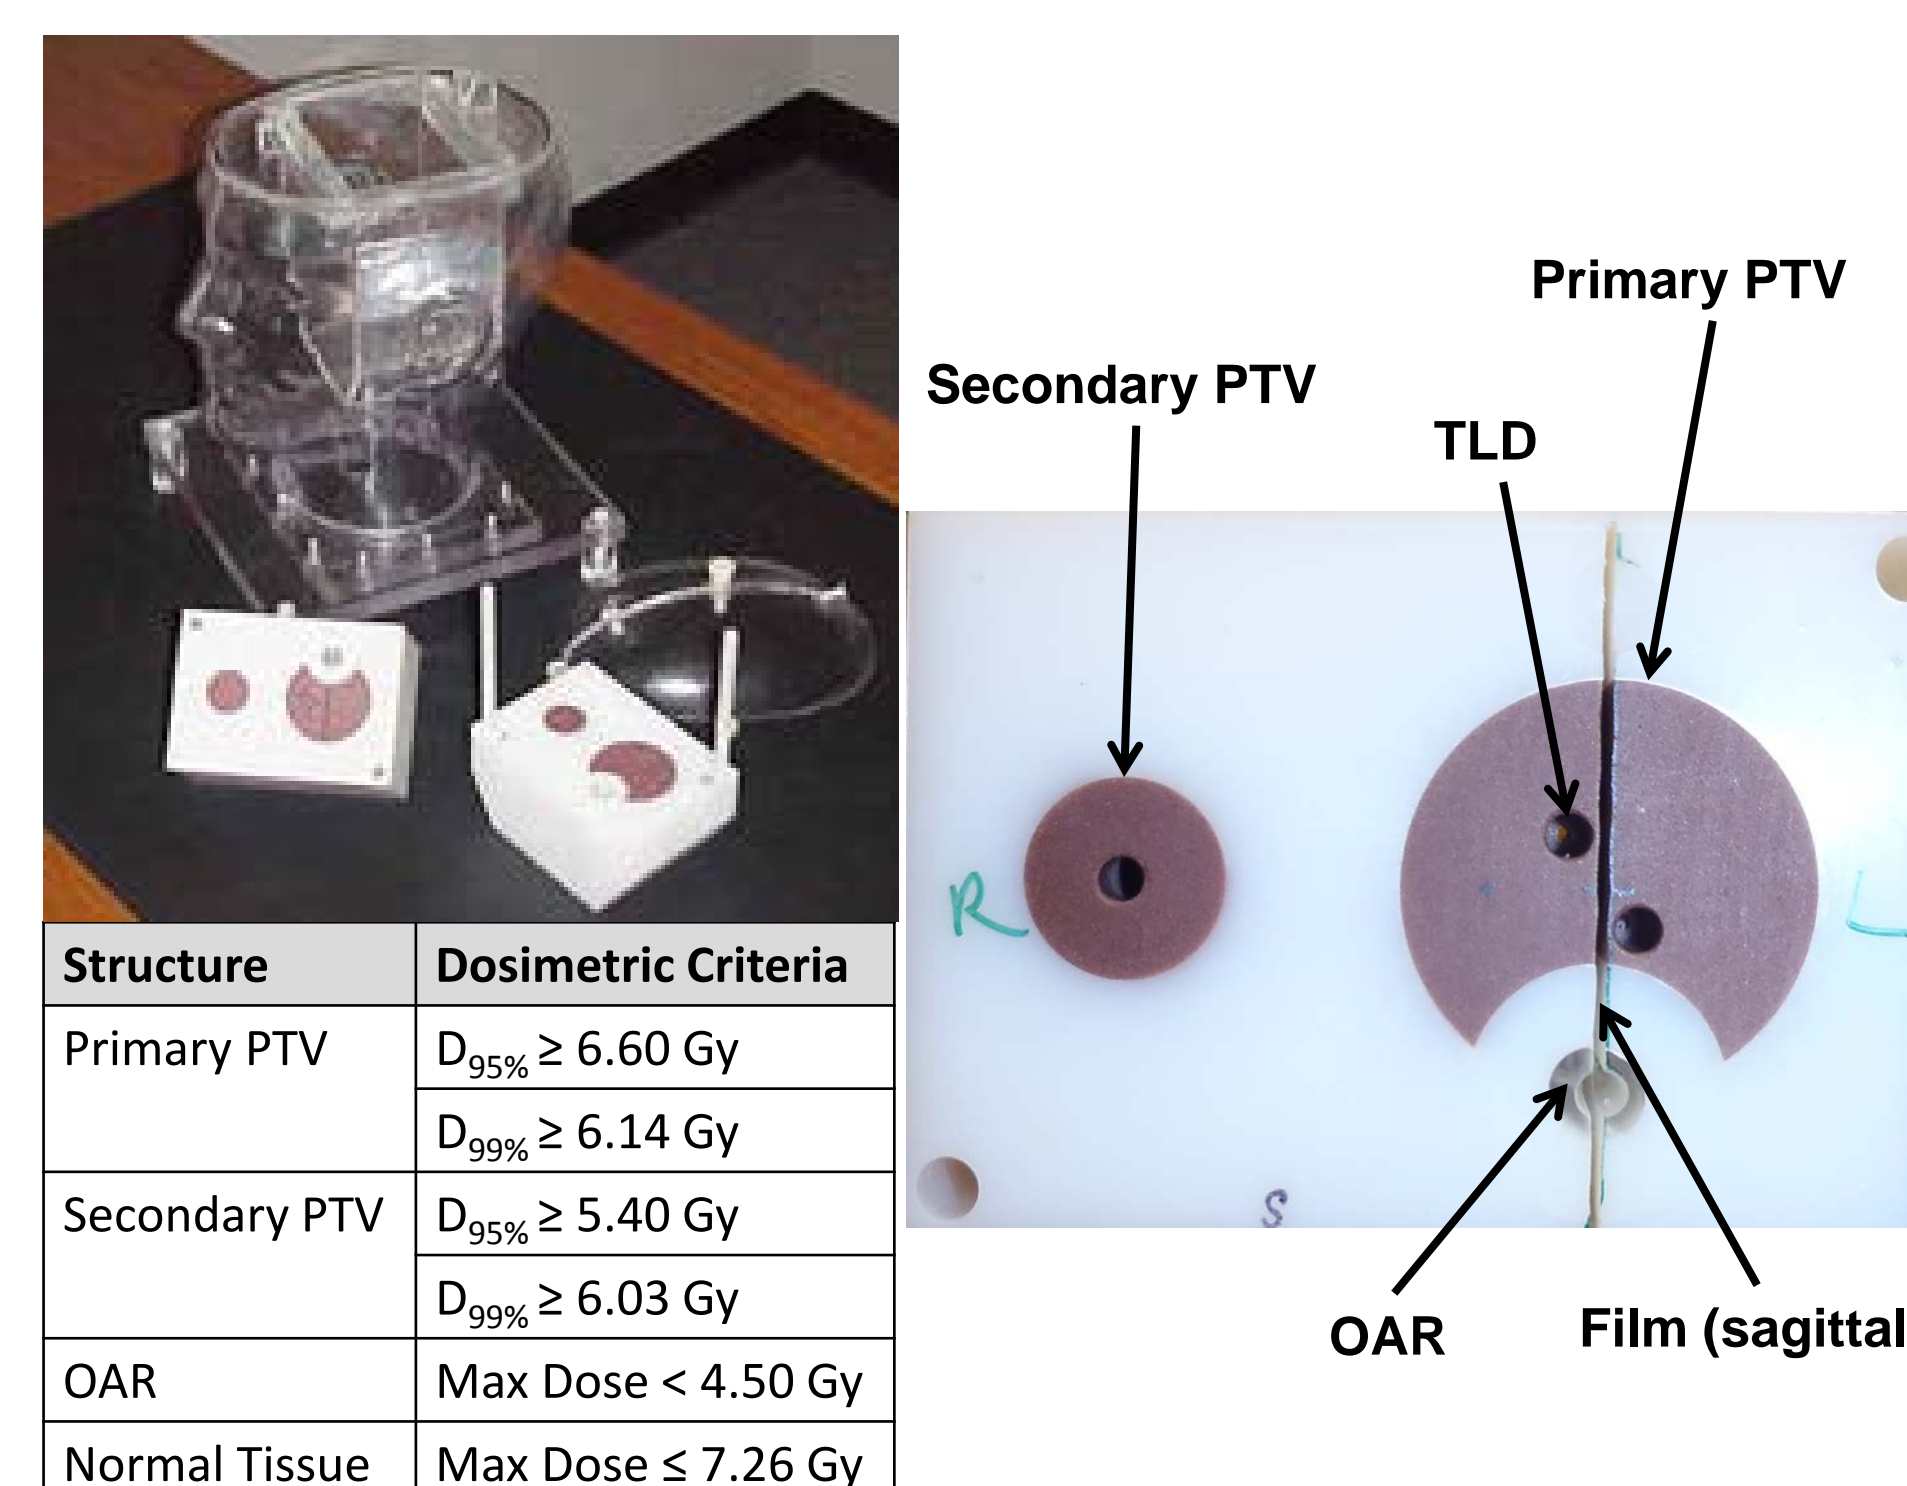 Primary PTV
Secondary PTV
TLD
R
L
S
OAR
Film (sagittal
Structure Dosimetric Criteria
Primary PTV D95% ≥ 6.60 Gy
D99% ≥ 6.14 Gy
Secondary PTV D95% ≥ 5.40 Gy
D99% ≥ 6.03 Gy
OAR Max Dose < 4.50 Gy
Normal Tissue Max Dose ≤ 7.26 Gy